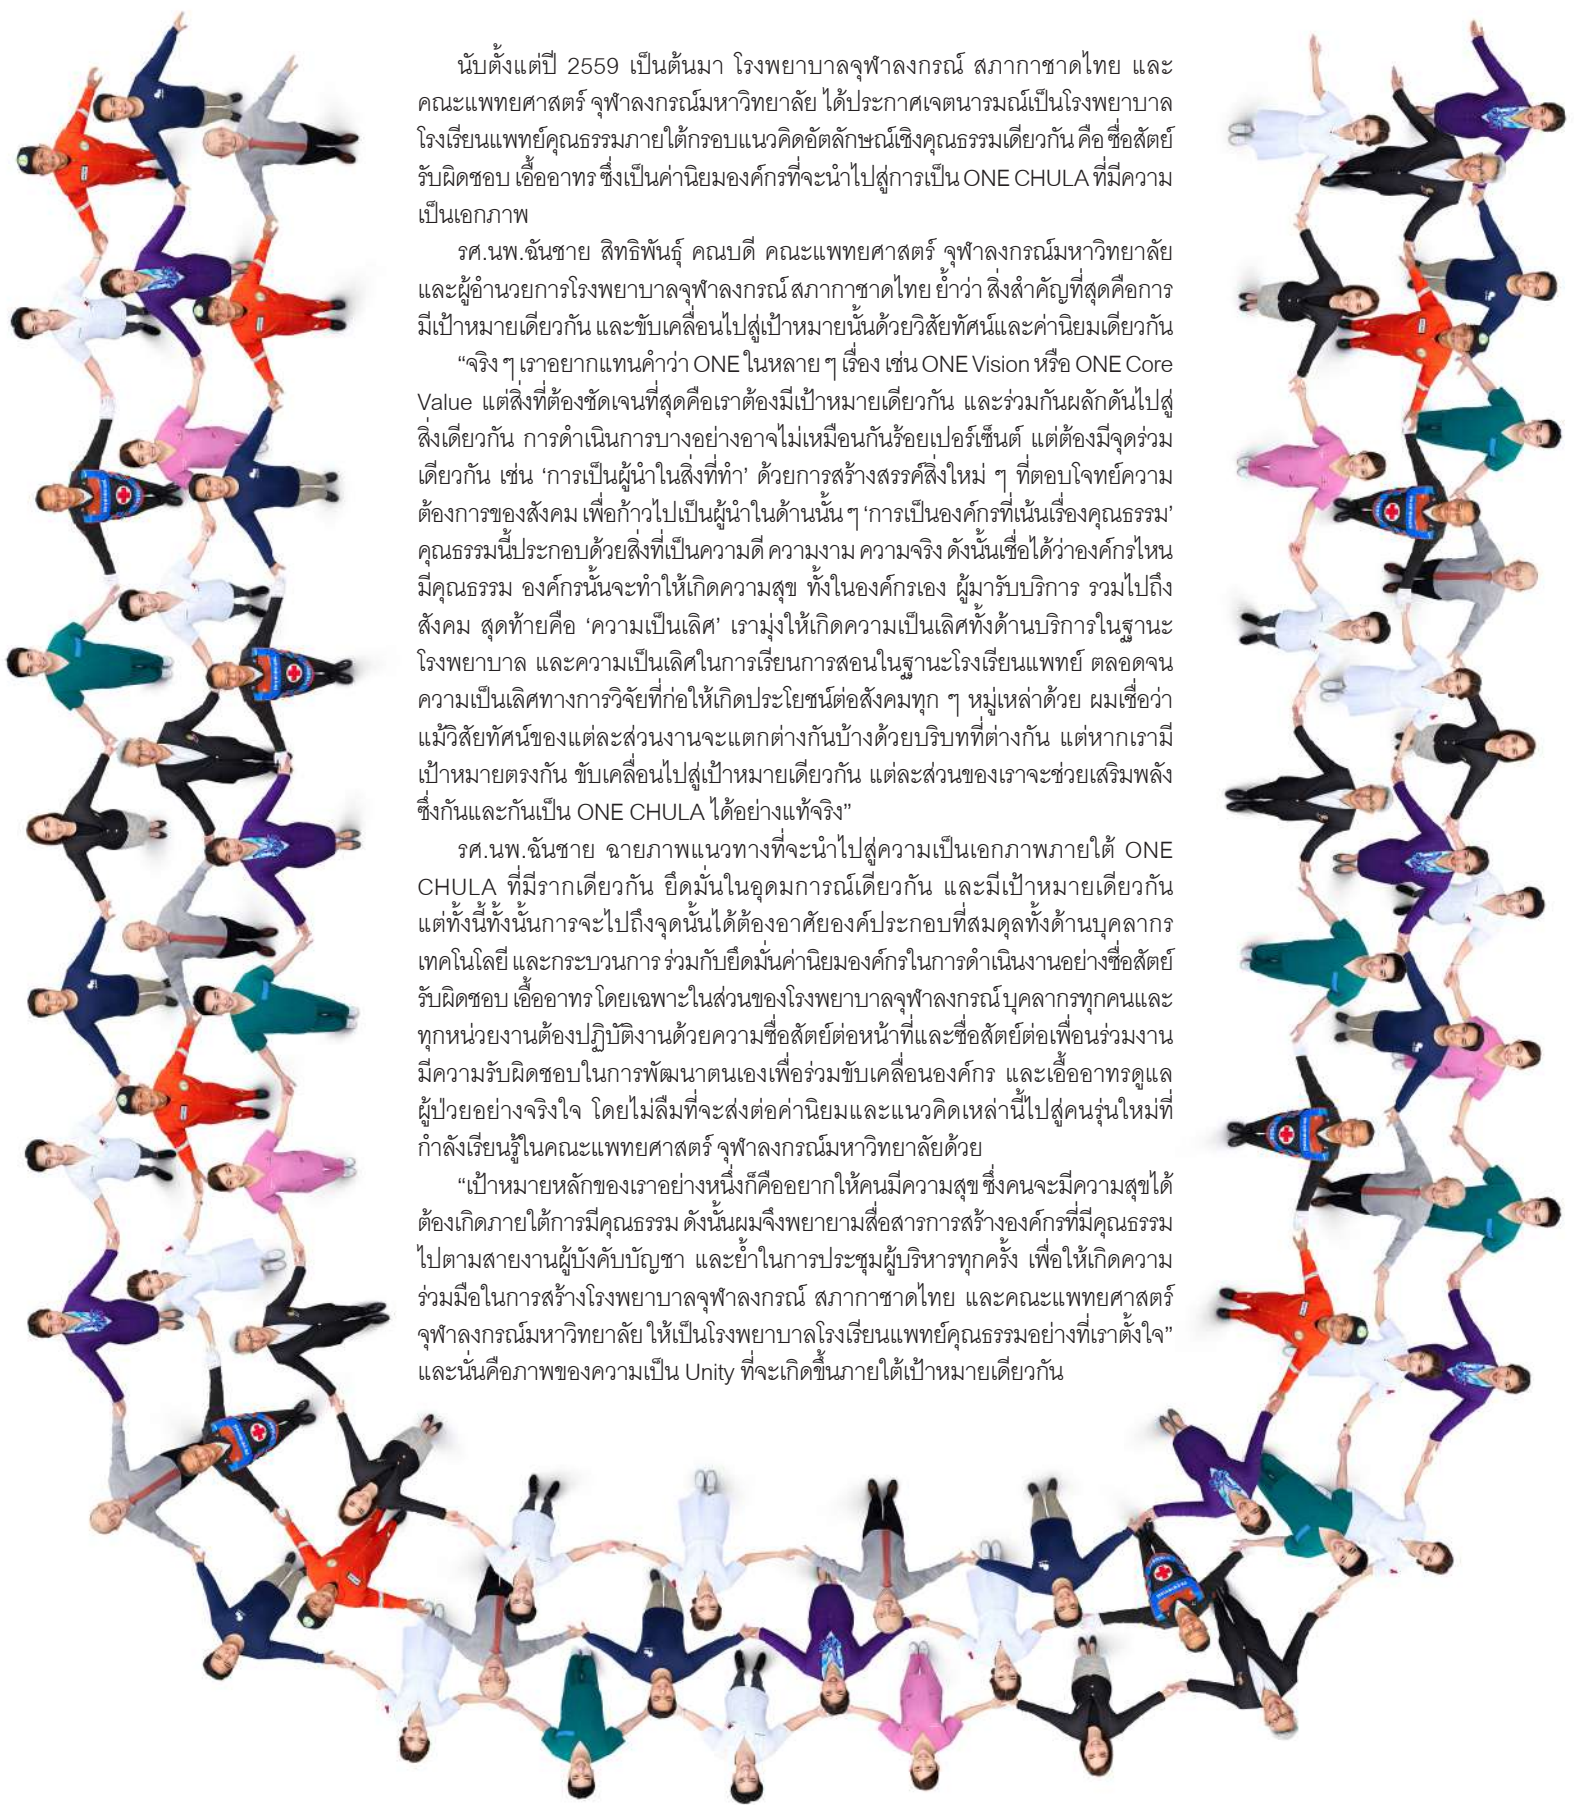 นับตั้งแต่ปี 2559 เป็นต้นมา โรงพยาบาลจุฬาลงกรณ์ สภากาชาดไทย และ
คณะแพทยศาสตร์ จุฬาลงกรณ์มหาวิทยาลัย ได้ประกาศเจตนารมณ์เป็นโรงพยาบาล
โรงเรียนแพทย์คุณธรรมภายใต้กรอบแนวคิดอัตลักษณ์เชิงคุณธรรมเดียวกัน คือ ซื่อสัตย์
รับผิดชอบ เอื้ออาทร ซึ่งเป็นค่านิยมองค์กรที่จะนำไปสู่การเป็น ONE CHULA ที่มีความ
เป็นเอกภาพ
รศ.นพ.ฉันชาย สิทธิพันธุ์ คณบดี คณะแพทยศาสตร์ จุฬาลงกรณ์มหาวิทยาลัย
และผู้อำนวยการโรงพยาบาลจุฬาลงกรณ์ สภากาชาดไทย ย้ำว่า สิ่งสำคัญที่สุดคือการ
มีเป้าหมายเดียวกัน และขับเคลื่อนไปสู่เป้าหมายนั้นด้วยวิสัยทัศน์และค่านิยมเดียวกัน
“จริง ๆ เราอยากแทนคำว่า ONE ในหลาย ๆ เรื่อง เช่น ONE Vision หรือ ONE Core
Value แต่สิ่งที่ต้องชัดเจนที่สุดคือเราต้องมีเป้าหมายเดียวกัน และร่วมกันผลักดันไปสู่
สิ่งเดียวกัน การดำเนินการบางอย่างอาจไม่เหมือนกันร้อยเปอร์เซ็นต์ แต่ต้องมีจุดร่วม
เดียวกัน เช่น ‘การเป็นผู้นำในสิ่งที่ทำ’ ด้วยการสร้างสรรค์สิ่งใหม่ ๆ ที่ตอบโจทย์ความ
ต้องการของสังคม เพื่อก้าวไปเป็นผู้นำในด้านนั้น ๆ ‘การเป็นองค์กรที่เน้นเรื่องคุณธรรม’
คุณธรรมนี้ประกอบด้วยสิ่งที่เป็นความดี ความงาม ความจริง ดังนั้นเชื่อได้ว่าองค์กรไหน
มีคุณธรรม องค์กรนั้นจะทำให้เกิดความสุข ทั้งในองค์กรเอง ผู้มารับบริการ รวมไปถึง
สังคม สุดท้ายคือ ‘ความเป็นเลิศ’ เรามุ่งให้เกิดความเป็นเลิศทั้งด้านบริการในฐานะ
โรงพยาบาล และความเป็นเลิศในการเรียนการสอนในฐานะโรงเรียนแพทย์ ตลอดจน
ความเป็นเลิศทางการวิจัยที่ก่อให้เกิดประโยชน์ต่อสังคมทุก ๆ หมู่เหล่าด้วย ผมเชื่อว่า
แม้วิสัยทัศน์ของแต่ละส่วนงานจะแตกต่างกันบ้างด้วยบริบทที่ต่างกัน แต่หากเรามี
เป้าหมายตรงกัน ขับเคลื่อนไปสู่เป้าหมายเดียวกัน แต่ละส่วนของเราจะช่วยเสริมพลัง
ซึ่งกันและกันเป็น ONE CHULA ได้อย่างแท้จริง”
รศ.นพ.ฉันชาย ฉายภาพแนวทางที่จะนำไปสู่ความเป็นเอกภาพภายใต้ ONE
CHULA ที่มีรากเดียวกัน ยึดมั่นในอุดมการณ์เดียวกัน และมีเป้าหมายเดียวกัน
แต่ทั้งนี้ทั้งนั้นการจะไปถึงจุดนั้นได้ต้องอาศัยองค์ประกอบที่สมดุลทั้งด้านบุคลากร
เทคโนโลยี และกระบวนการ ร่วมกับยึดมั่นค่านิยมองค์กรในการดำเนินงานอย่างซื่อสัตย์
รับผิดชอบ เอื้ออาทร โดยเฉพาะในส่วนของโรงพยาบาลจุฬาลงกรณ์ บุคลากรทุกคนและ
ทุกหน่วยงานต้องปฏิบัติงานด้วยความซื่อสัตย์ต่อหน้าที่และซื่อสัตย์ต่อเพื่อนร่วมงาน
มีความรับผิดชอบในการพัฒนาตนเองเพื่อร่วมขับเคลื่อนองค์กร และเอื้ออาทรดูแล
ผู้ป่วยอย่างจริงใจ โดยไม่ลืมที่จะส่งต่อค่านิยมและแนวคิดเหล่านี้ไปสู่คนรุ่นใหม่ที่
กำลังเรียนรู้ในคณะแพทยศาสตร์ จุฬาลงกรณ์มหาวิทยาลัยด้วย
“เป้าหมายหลักของเราอย่างหนึ่งก็คืออยากให้คนมีความสุข ซึ่งคนจะมีความสุขได้
ต้องเกิดภายใต้การมีคุณธรรม ดังนั้นผมจึงพยายามสื่อสารการสร้างองค์กรที่มีคุณธรรม
ไปตามสายงานผู้บังคับบัญชา และย้ำในการประชุมผู้บริหารทุกครั้ง เพื่อให้เกิดความ
ร่วมมือในการสร้างโรงพยาบาลจุฬาลงกรณ์ สภากาชาดไทย และคณะแพทยศาสตร์
จุฬาลงกรณ์มหาวิทยาลัย ให้เป็นโรงพยาบาลโรงเรียนแพทย์คุณธรรมอย่างที่เราตั้งใจ”
และนั่นคือภาพของความเป็น Unity ที่จะเกิดขึ้นภายใต้เป้าหมายเดียวกัน